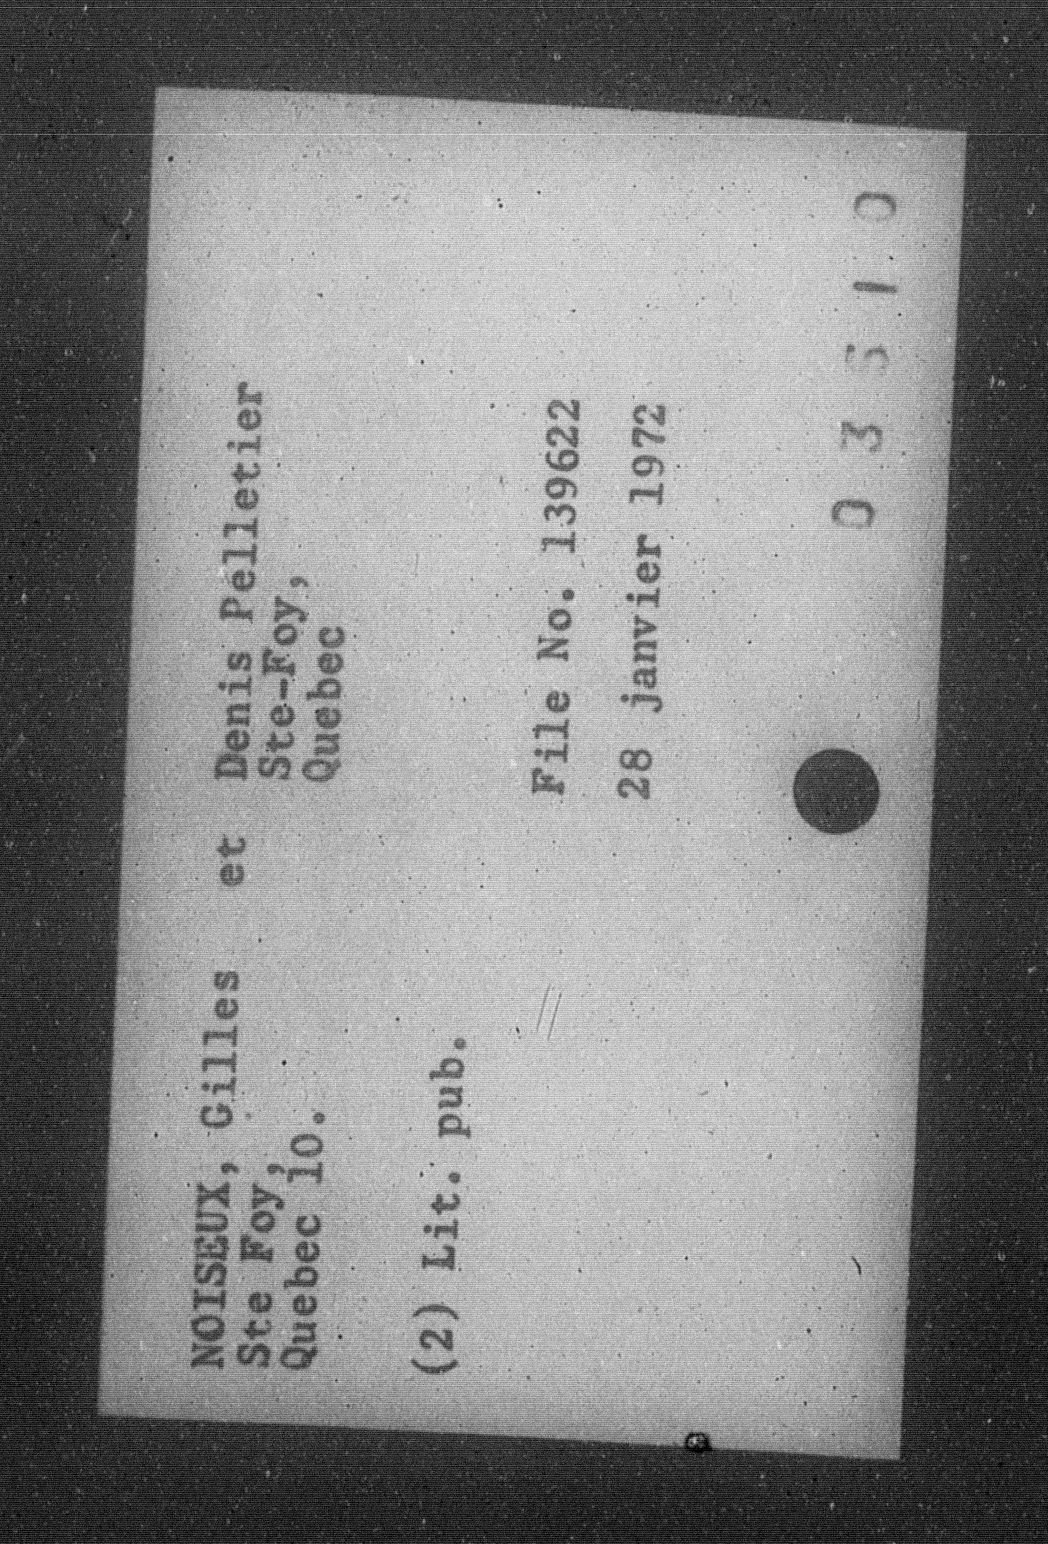 NOISEUX, Gilles et Denis Pelletier
Ste Foy, Ste-Foy,
Quebec 10. Quebec
(2) Lit. pub.
File No. 139622
28 janvier 1972
0 3 5 1 0